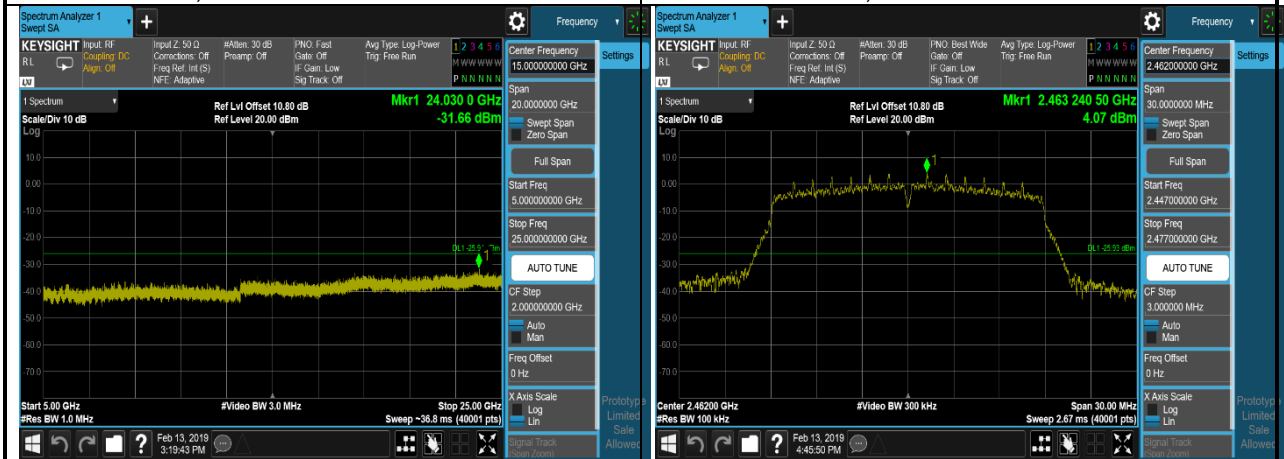 Spectrum Analyzer 1
Swept SA
Frequency
KEYSIGHT
RL
LXI
Input: RF
Coupling: DC
Align: Off
Input Z: 50 Ω
Corrections: Off
Freq Ref: Int (S)
NFE: Adaptive
#Atten: 30 dB
Preamp: Off
PNO: Fast
Gate: Off
IF Gain: Low
Sig Track: Off
Avg Type: Log-Power
Trig: Free Run
1 2 3 4 5 6
M W W W W W
P N N N N N
Center Frequency
15.000000000 GHz
Settings
Span
20.0000000 GHz
Swept Span
Zero Span
Full Span
Start Freq
5.000000000 GHz
Stop Freq
25.000000000 GHz
AUTO TUNE
CF Step
2.000000000 GHz
Auto
Man
Freq Offset
0 Hz
X Axis Scale
Log
Lin
Signal Track
(Span Zoom)
1 Spectrum
Scale/Div 10 dB
Log
Ref Lvl Offset 10.80 dB
Ref Level 20.00 dBm
Mkr1 24.030 0 GHz
-31.66 dBm
10.0
0.00
-10.0
-20.0
-30.0
-40.0
-50.0
-60.0
-70.0
1
Start 5.00 GHz
#Res BW 1.0 MHz
#Video BW 3.0 MHz
Stop 25.00 GHz
Sweep ~36.8 ms (40001 pts)
Feb 13, 2019
3:19:43 PM
Spectrum Analyzer 1
Swept SA
Frequency
KEYSIGHT
RL
LXI
Input: RF
Coupling: DC
Align: Off
Input Z: 50 Ω
Corrections: Off
Freq Ref: Int (S)
NFE: Adaptive
#Atten: 30 dB
Preamp: Off
PNO: Best Wide
Gate: Off
IF Gain: Low
Sig Track: Off
Avg Type: Log-Power
Trig: Free Run
1 2 3 4 5 6
M W W W W W
P N N N N N
Center Frequency
2.462000000 GHz
Settings
Span
30.0000000 MHz
Swept Span
Zero Span
Full Span
Start Freq
2.447000000 GHz
Stop Freq
2.477000000 GHz
AUTO TUNE
CF Step
3.000000 MHz
Auto
Man
Freq Offset
0 Hz
X Axis Scale
Log
Lin
Signal Track
(Span Zoom)
Prototype
Limited
Sale
Allowed
1 Spectrum
Scale/Div 10 dB
Log
Ref Lvl Offset 10.80 dB
Ref Level 20.00 dBm
Mkr1 2.463 240 50 GHz
4.07 dBm
10.0
0.00
-10.0
-20.0
-30.0
-40.0
-50.0
-60.0
-70.0
1
DL1 -25.93 dBm
Center 2.46200 GHz
#Res BW 100 kHz
#Video BW 300 kHz
Span 30.00 MHz
Sweep 2.67 ms (40001 pts)
Feb 13, 2019
4:45:50 PM